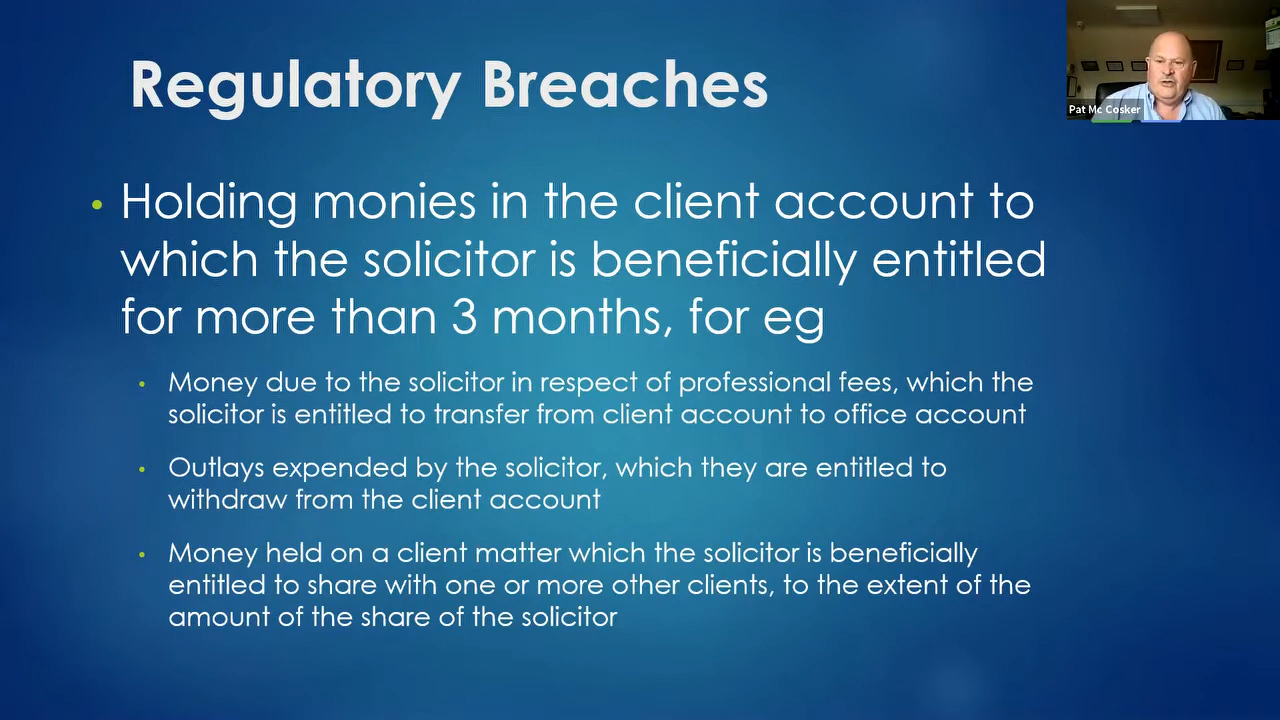 Regulatory Breaches
Pat Mc Cosker
• Holding monies in the client account to
which the solicitor is beneficially entitled
for more than 3 months, for eg
• Money due to the solicitor in respect of professional fees, which the
solicitor is entitled to transfer from client account to office account
• Outlays expended by the solicitor, which they are entitled to
withdraw from the client account
• Money held on a client matter which the solicitor is beneficially
entitled to share with one or more other clients, to the extent of the
amount of the share of the solicitor